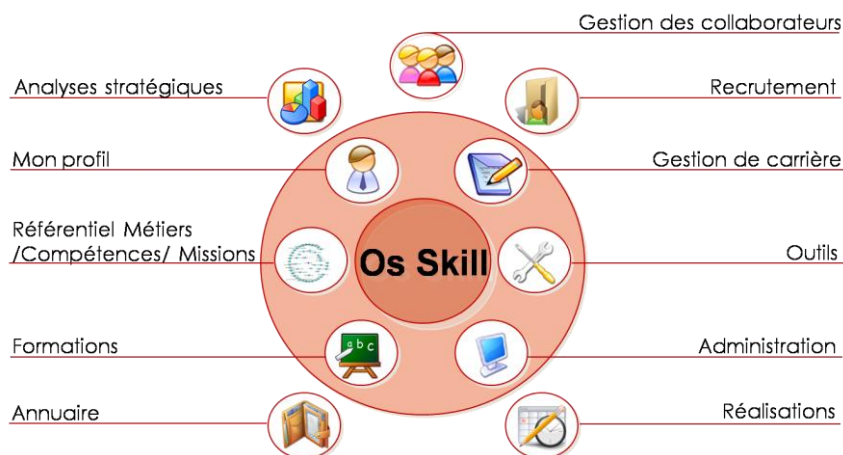 Gestion des collaborateurs
Analyses stratégiques
Recrutement
Mon profil
Gestion de carrière
Référentiel Métiers
/Compétences/ Missions
Os Skill
Outils
Formations
a b c
Administration
Annuaire
Réalisations